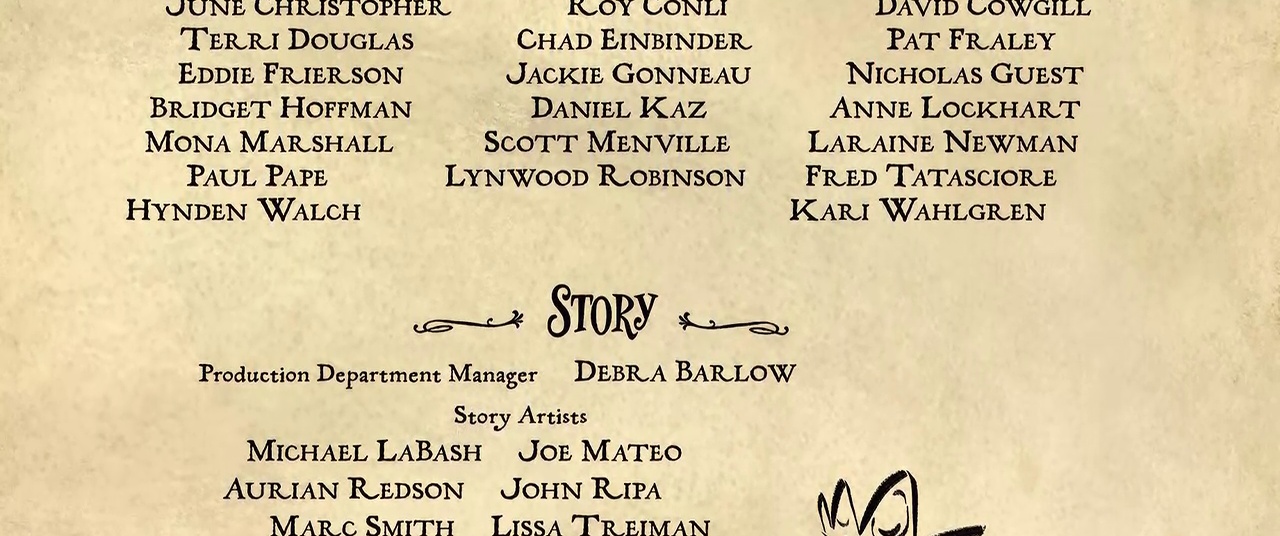 JUNE CHRISTOPHER ROY CONLI DAVID COWGILL
TERRI DOUGLAS CHAD EINBINDER PAT FRALEY
EDDIE FRIERSON JACKIE GONNEAU NICHOLAS GUEST
BRIDGET HOFFMAN DANIEL KAZ ANNE LOCKHART
MONA MARSHALL SCOTT MENVILLE LARAINE NEWMAN
PAUL PAPE LYNWOOD ROBINSON FRED TATASCIORE
HYNDEN WALCH KARI WAHLGREN
STORY
Production Department Manager DEBRA BARLOW
Story Artists
MICHAEL LABASH JOE MATEO
AURIAN REDSON JOHN RIPA
MARC SMITH LISSA TREIMAN